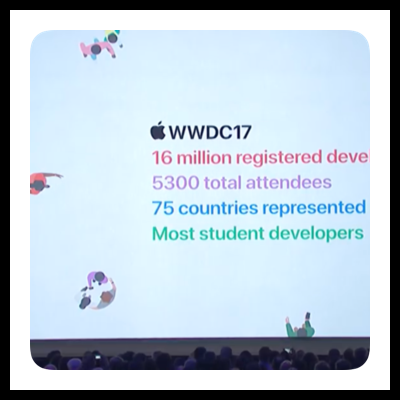 WWDC17
16 million registered deve
5300 total attendees
75 countries represented
Most student developers